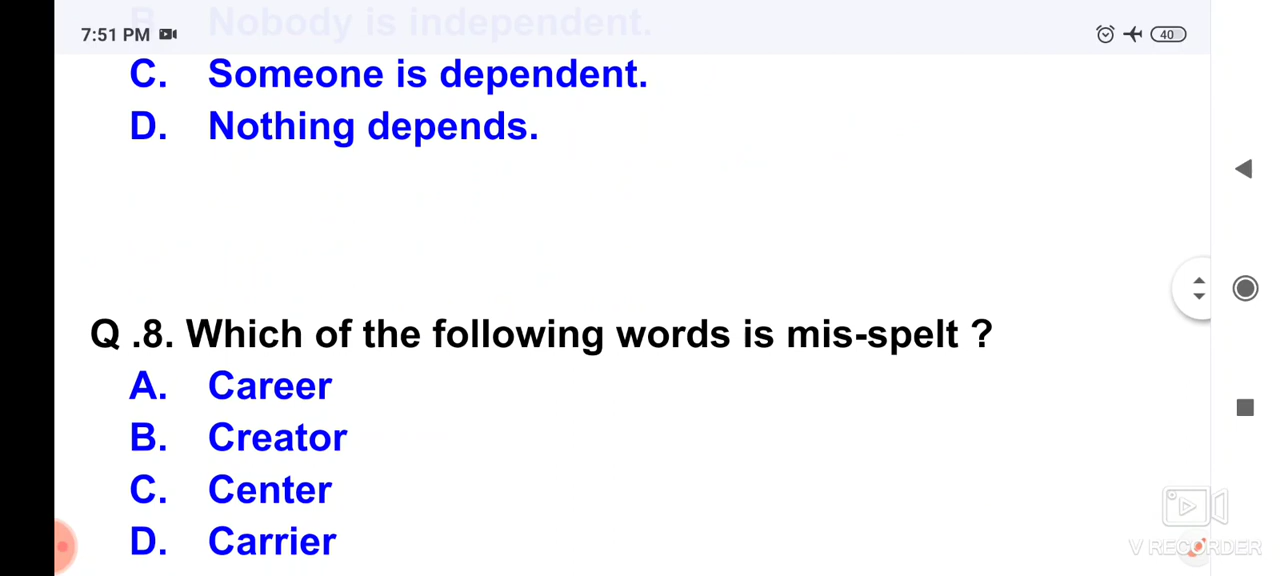 B. Nobody is independent.
7:51 PM
40
C. Someone is dependent.
D. Nothing depends.
Q .8. Which of the following words is mis-spelt ?
A. Career
B. Creator
C. Center
D. Carrier
V RECORDER